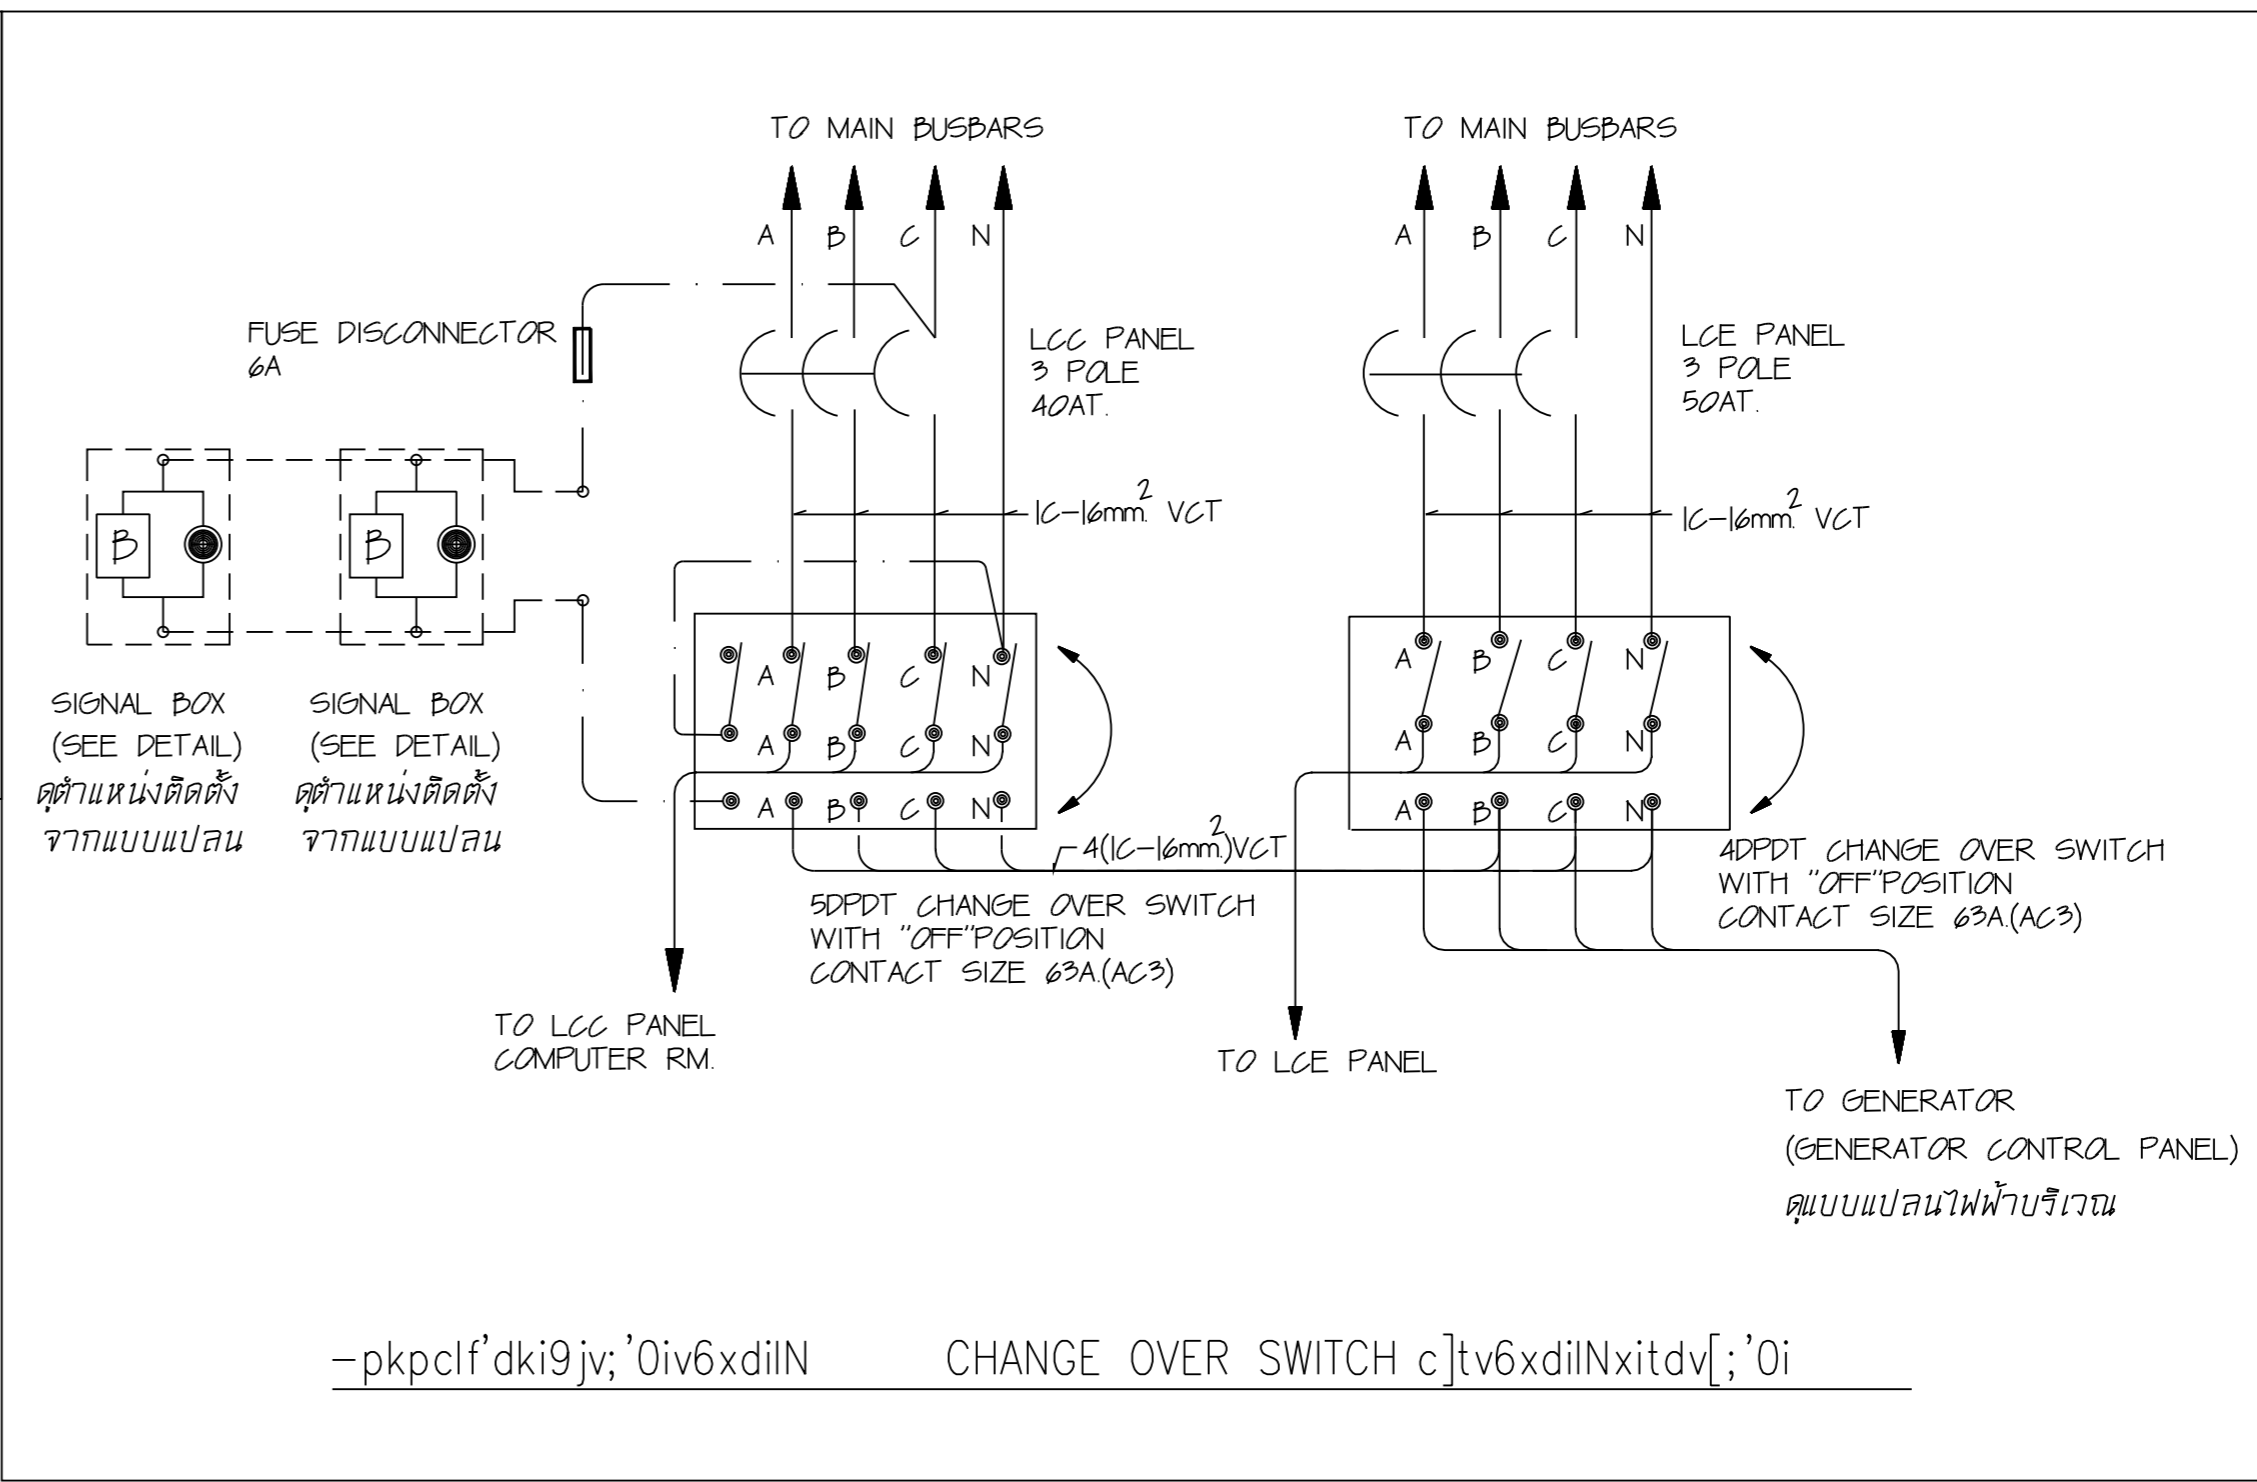 TO MAIN BUSBARS
TO MAIN BUSBARS
A B C N
A B C N
FUSE DISCONNECTOR
6A
LCC PANEL
3 POLE
40AT.
LCE PANEL
3 POLE
50AT.
1C-16mm.² VCT
1C-16mm.² VCT
B
B
SIGNAL BOX
(SEE DETAIL)
ดูตำแหน่งติดตั้ง
จากแบบแปลน
SIGNAL BOX
(SEE DETAIL)
ดูตำแหน่งติดตั้ง
จากแบบแปลน
A B C N
A B C N
A B C N
A B C N
A B C N
A B C N
4(1C-16mm.²)VCT
5DPDT CHANGE OVER SWITCH
WITH "OFF"POSITION
CONTACT SIZE 63A.(AC3)
4DPDT CHANGE OVER SWITCH
WITH "OFF"POSITION
CONTACT SIZE 63A.(AC3)
TO LCC PANEL
COMPUTER RM.
TO LCE PANEL
TO GENERATOR
(GENERATOR CONTROL PANEL)
ดูแบบแปลนไฟฟ้าบริเวณ
-pkpclf'dki9jv;'0iv6xdilN CHANGE OVER SWITCH c]tv6xdilNxitdv[;'0i